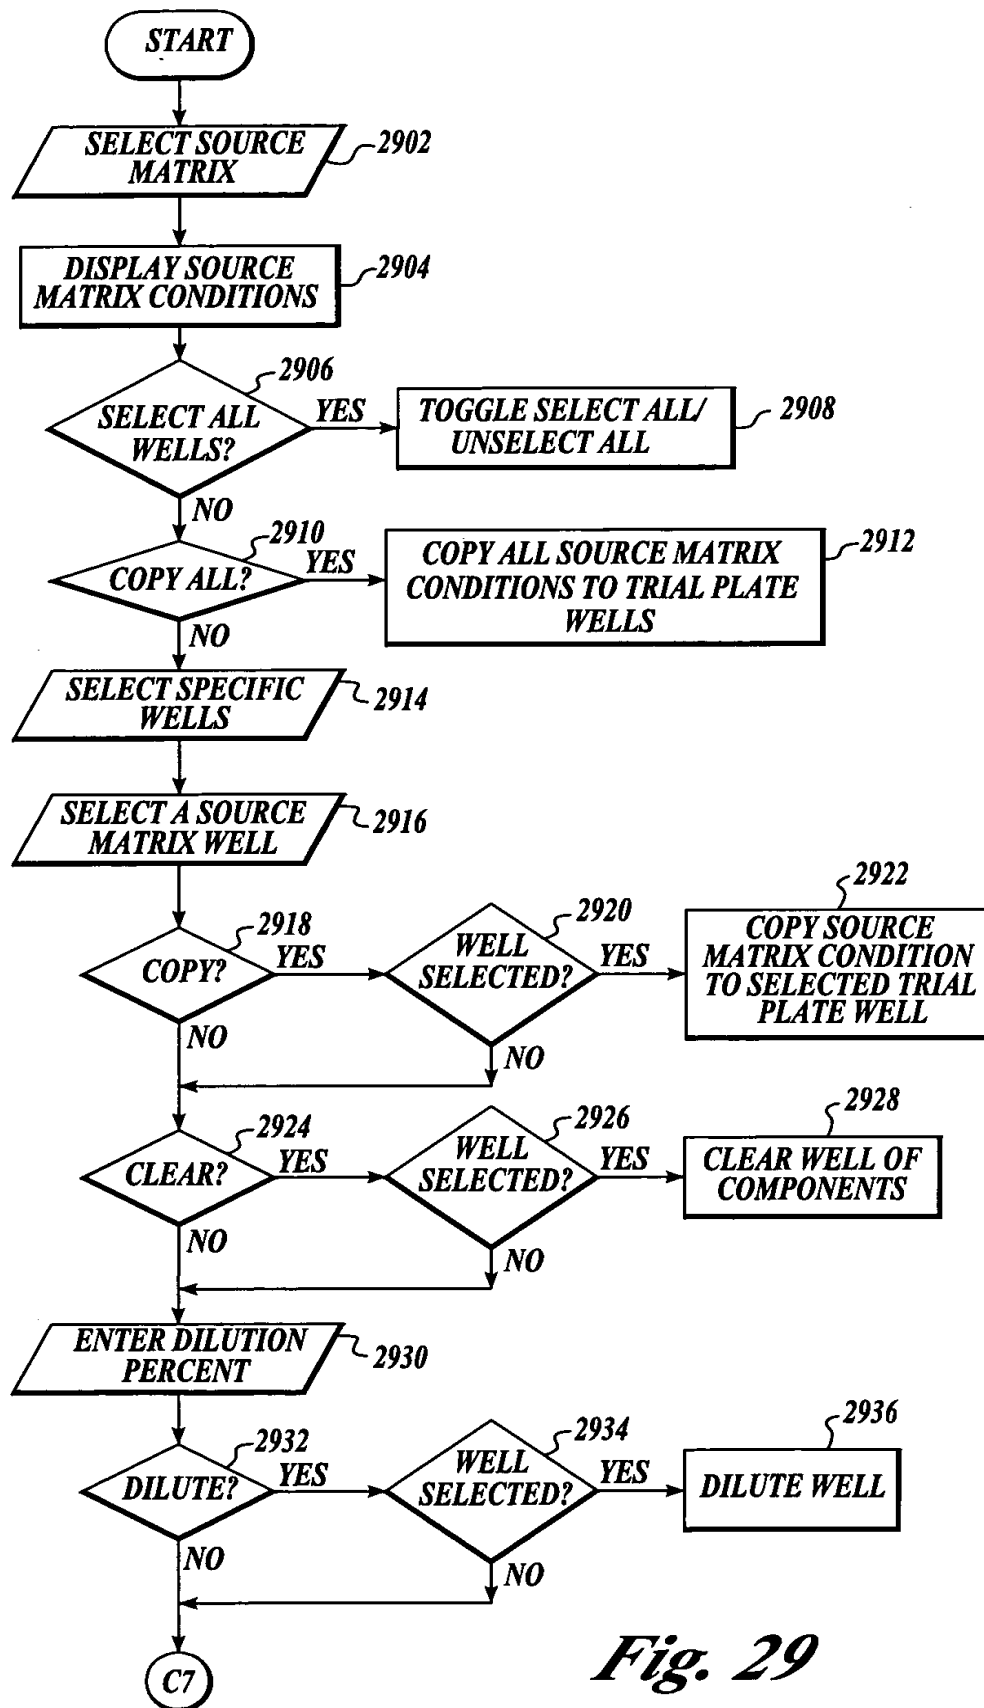 START
SELECT SOURCE
MATRIX
2902
DISPLAY SOURCE
MATRIX CONDITIONS
2904
2906
SELECT ALL
WELLS?
YES
TOGGLE SELECT ALL/
UNSELECT ALL
2908
NO
2910
COPY ALL?
YES
COPY ALL SOURCE MATRIX
CONDITIONS TO TRIAL PLATE
WELLS
2912
NO
SELECT SPECIFIC
WELLS
2914
SELECT A SOURCE
MATRIX WELL
2916
2918
COPY?
YES
2920
WELL
SELECTED?
YES
2922
COPY SOURCE
MATRIX CONDITION
TO SELECTED TRIAL
PLATE WELL
NO
NO
2924
CLEAR?
YES
2926
WELL
SELECTED?
YES
2928
CLEAR WELL OF
COMPONENTS
NO
NO
ENTER DILUTION
PERCENT
2930
2932
DILUTE?
YES
2934
WELL
SELECTED?
YES
2936
DILUTE WELL
NO
NO
C7
Fig. 29